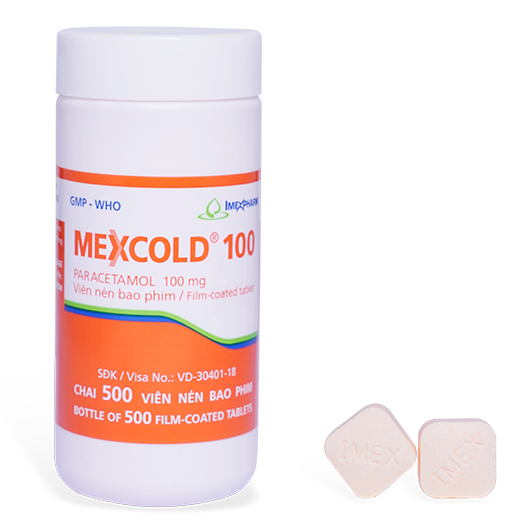 GMP - WHO
IMEXPHARM
MEXCOLD® 100
PARACETAMOL 100 mg
Viên nén bao phim / Film-coated tablet
SĐK / Visa No.: VD-30401-18
CHAI 500 VIÊN NÉN BAO PHIM
BOTTLE OF 500 FILM-COATED TABLETS
IMEX
IMEX